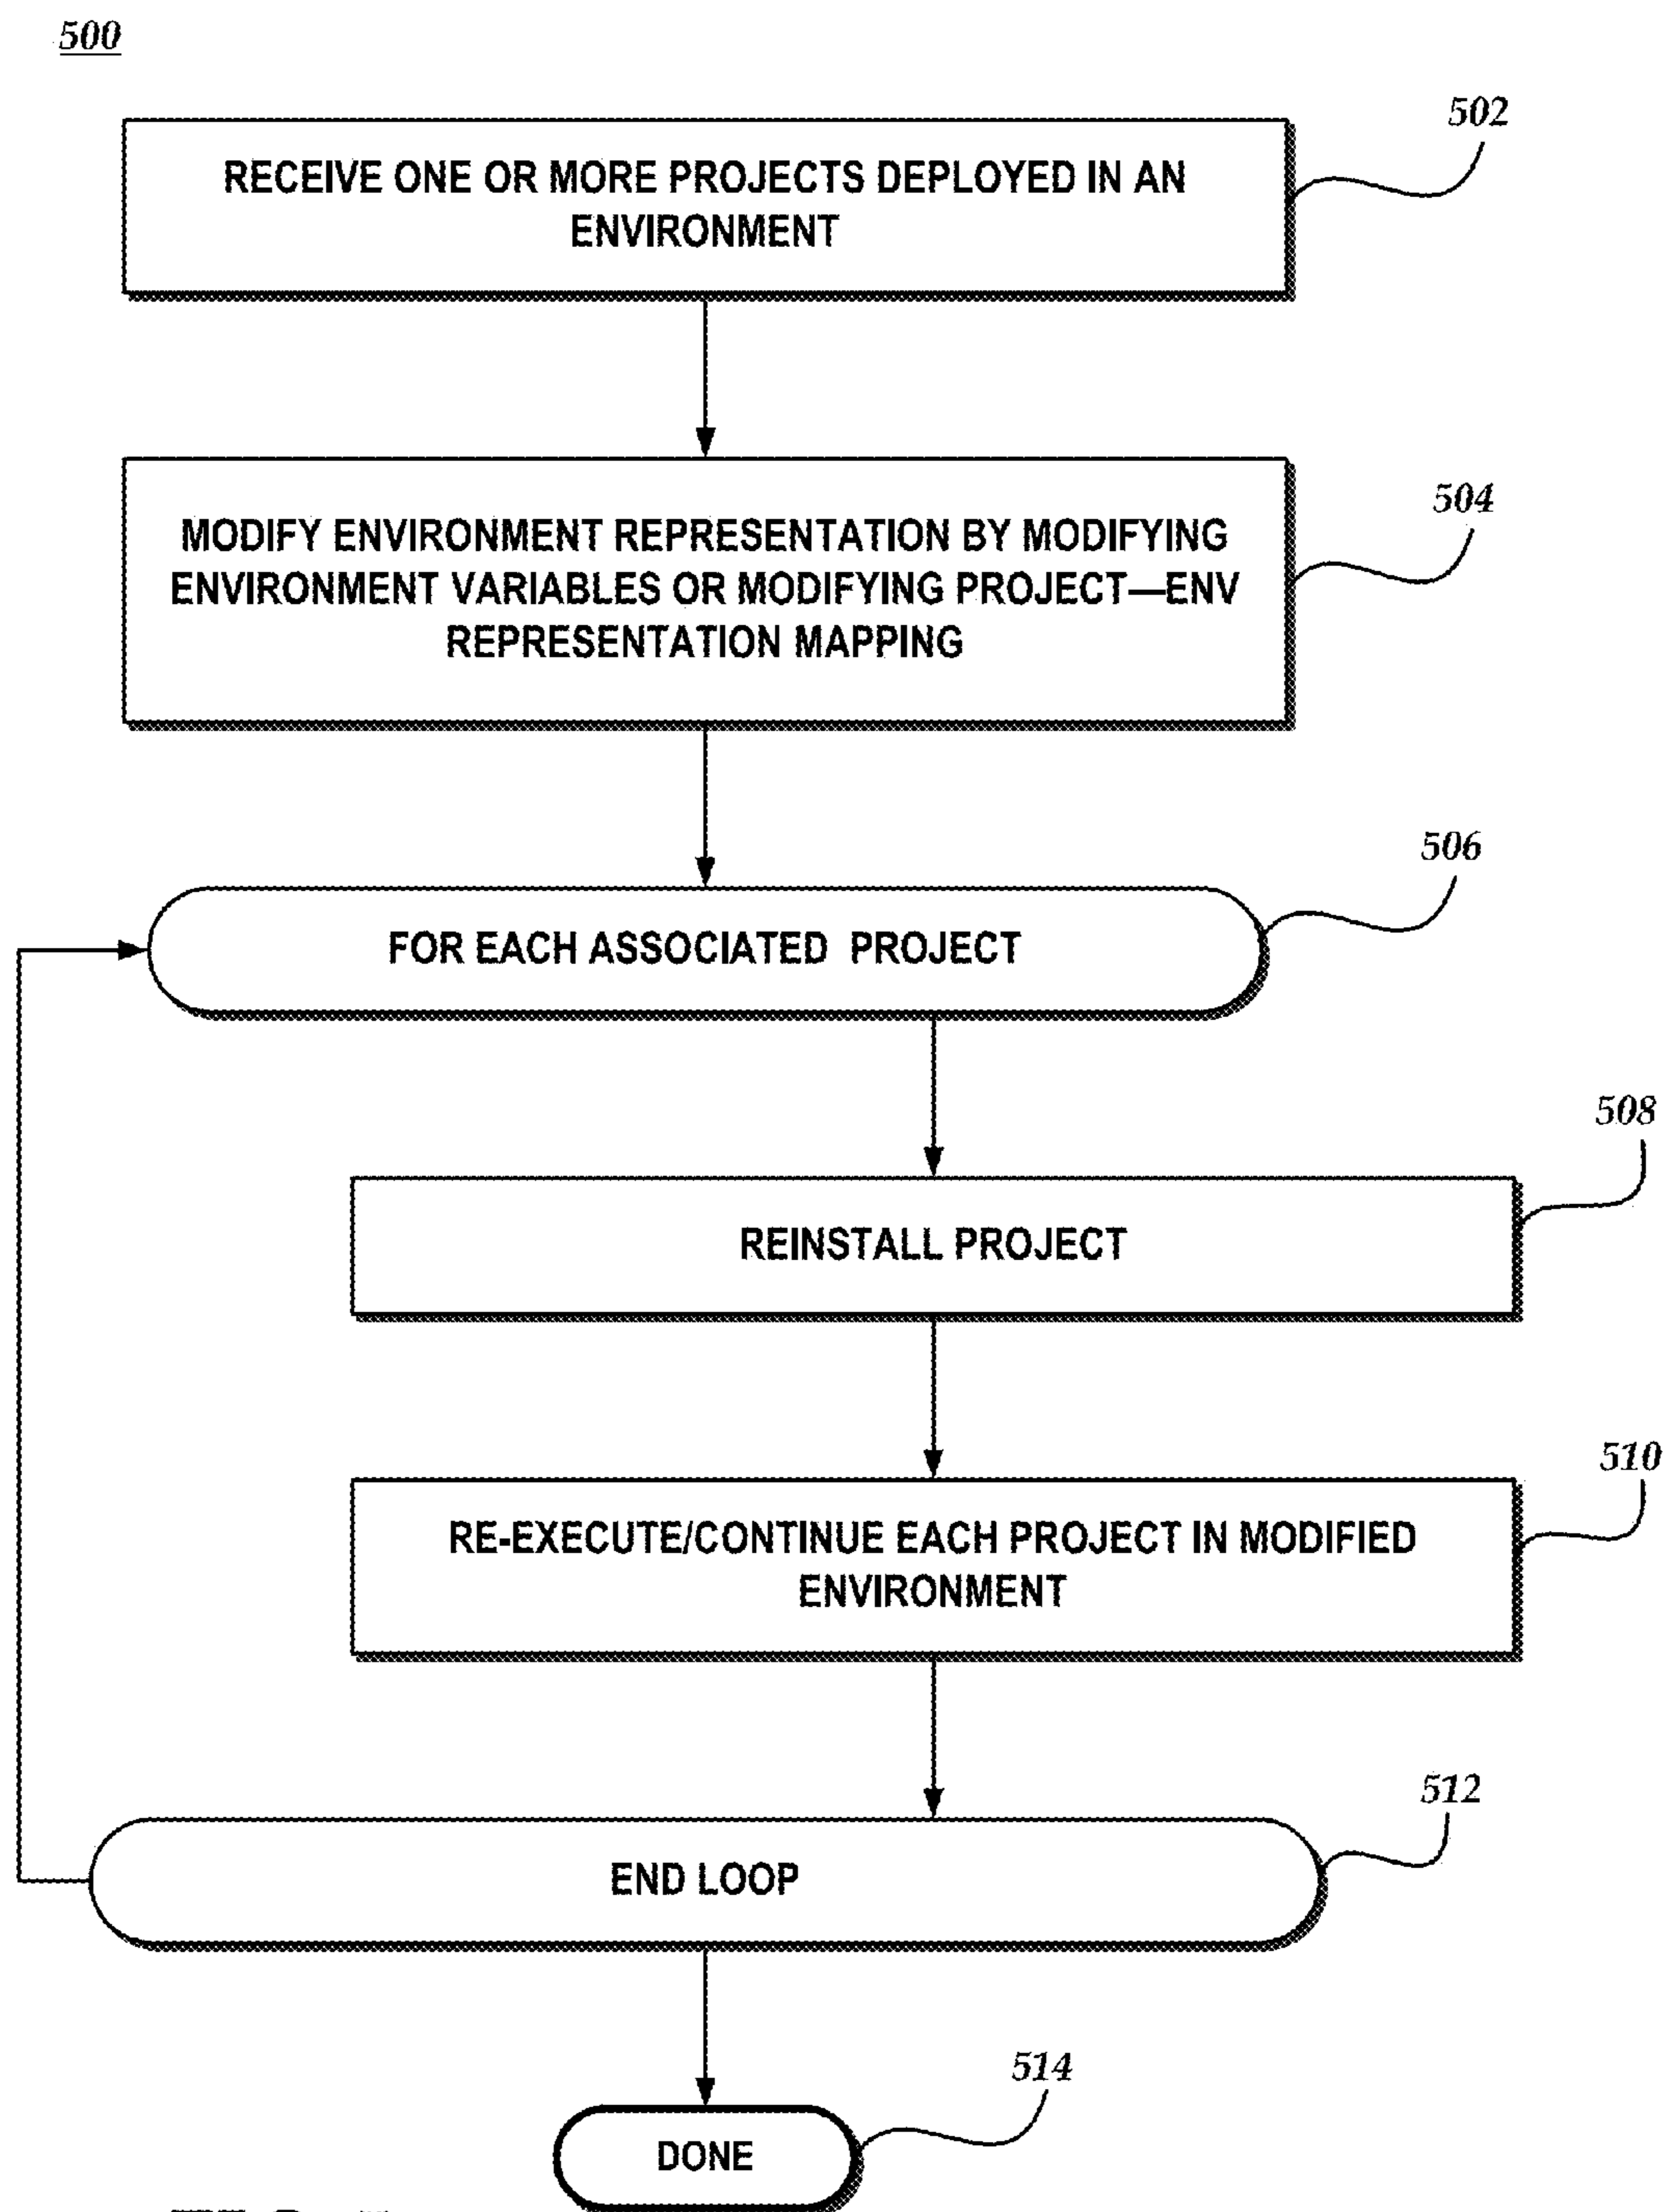 500
502
RECEIVE ONE OR MORE PROJECTS DEPLOYED IN AN
ENVIRONMENT
504
MODIFY ENVIRONMENT REPRESENTATION BY MODIFYING
ENVIRONMENT VARIABLES OR MODIFYING PROJECT—ENV
REPRESENTATION MAPPING
506
FOR EACH ASSOCIATED PROJECT
508
REINSTALL PROJECT
510
RE-EXECUTE/CONTINUE EACH PROJECT IN MODIFIED
ENVIRONMENT
512
END LOOP
514
DONE